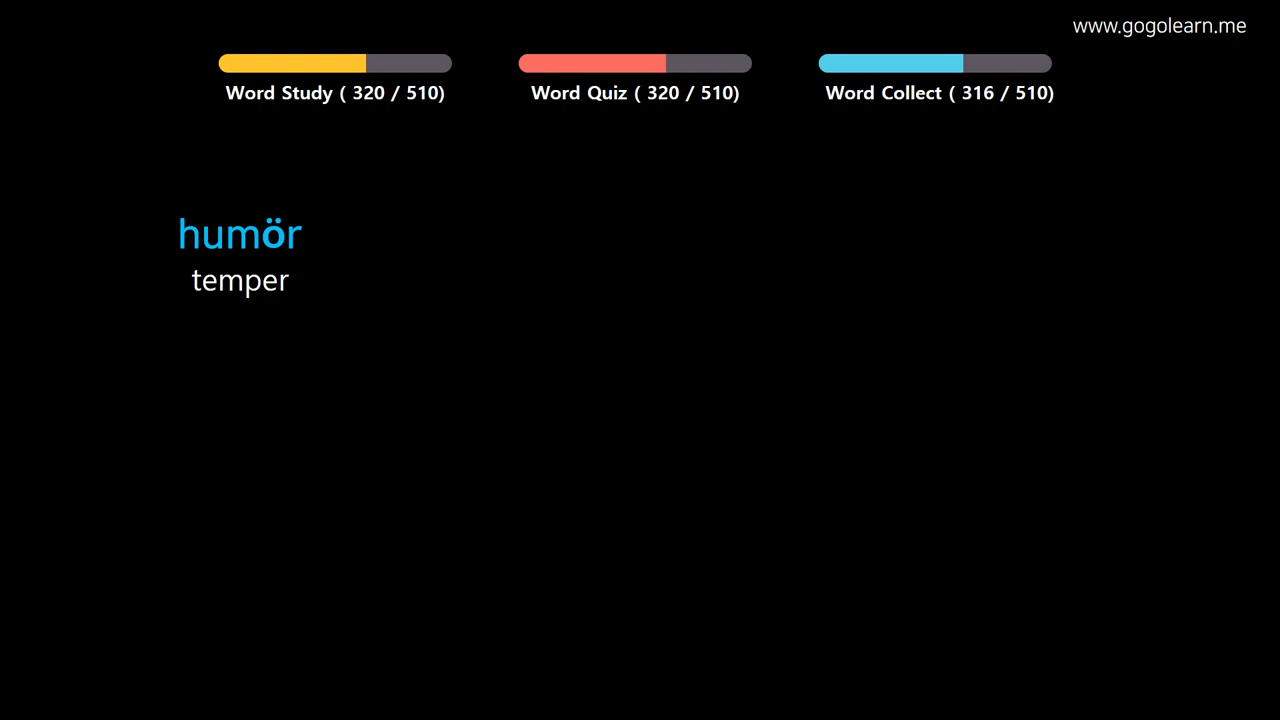 www.gogolearn.me
Word Study ( 320 / 510)
Word Quiz ( 320 / 510)
Word Collect ( 316 / 510)
humör
temper